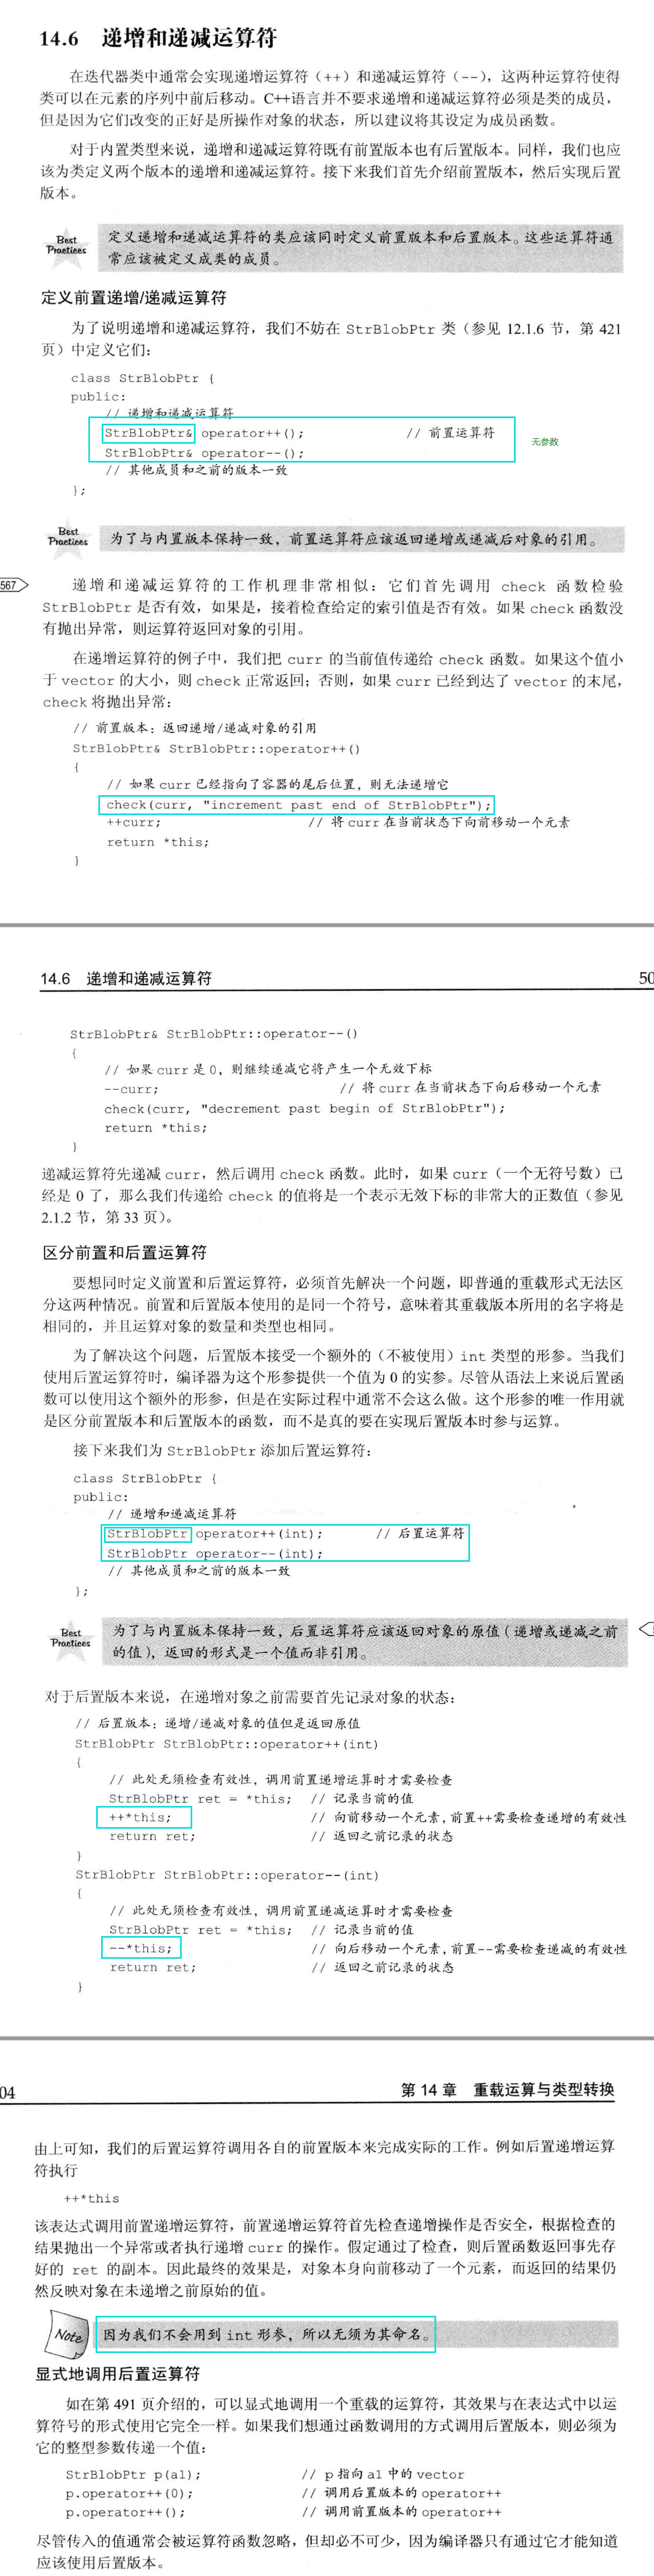 14.6 递增和递减运算符
在迭代器类中通常会实现递增运算符（++）和递减运算符（--），这两种运算符使得
类可以在元素的序列中前后移动。C++语言并不要求递增和递减运算符必须是类的成员，
但是因为它们改变的正好是所操作对象的状态，所以建议将其设定为成员函数。
对于内置类型来说，递增和递减运算符既有前置版本也有后置版本。同样，我们也应
该为类定义两个版本的递增和递减运算符。接下来我们首先介绍前置版本，然后实现后置
版本。
Best
Practices
定义递增和递减运算符的类应该同时定义前置版本和后置版本。这些运算符通
常应该被定义成类的成员。
定义前置递增/递减运算符
为了说明递增和递减运算符，我们不妨在 StrBlobPtr 类（参见 12.1.6 节，第 421
页）中定义它们：
class StrBlobPtr {
public:
// 递增和递减运算符
StrBlobPtr& operator++(); // 前置运算符
无参数
StrBlobPtr& operator--();
// 其他成员和之前的版本一致
};
Best
Practices
为了与内置版本保持一致，前置运算符应该返回递增或递减后对象的引用。
567
递增和递减运算符的工作机理非常相似：它们首先调用 check 函数检验
StrBlobPtr 是否有效，如果是，接着检查给定的索引值是否有效。如果 check 函数没
有抛出异常，则运算符返回对象的引用。
在递增运算符的例子中，我们把 curr 的当前值传递给 check 函数。如果这个值小
于 vector 的大小，则 check 正常返回；否则，如果 curr 已经到达了 vector 的末尾，
check 将抛出异常：
// 前置版本：返回递增/递减对象的引用
StrBlobPtr& StrBlobPtr::operator++()
{
// 如果 curr 已经指向了容器的尾后位置，则无法递增它
check(curr, "increment past end of StrBlobPtr");
++curr; // 将 curr 在当前状态下向前移动一个元素
return *this;
}
14.6 递增和递减运算符 50
StrBlobPtr& StrBlobPtr::operator--()
{
// 如果 curr 是 0，则继续递减它将产生一个无效下标
--curr; // 将 curr 在当前状态下向后移动一个元素
check(curr, "decrement past begin of StrBlobPtr");
return *this;
}
递减运算符先递减 curr，然后调用 check 函数。此时，如果 curr（一个无符号数）已
经是 0 了，那么我们传递给 check 的值将是一个表示无效下标的非常大的正数值（参见
2.1.2 节，第 33 页）。
区分前置和后置运算符
要想同时定义前置和后置运算符，必须首先解决一个问题，即普通的重载形式无法区
分这两种情况。前置和后置版本使用的是同一个符号，意味着其重载版本所用的名字将是
相同的，并且运算对象的数量和类型也相同。
为了解决这个问题，后置版本接受一个额外的（不被使用）int 类型的形参。当我们
使用后置运算符时，编译器为这个形参提供一个值为 0 的实参。尽管从语法上来说后置函
数可以使用这个额外的形参，但是在实际过程中通常不会这么做。这个形参的唯一作用就
是区分前置版本和后置版本的函数，而不是真的要在实现后置版本时参与运算。
接下来我们为 StrBlobPtr 添加后置运算符：
class StrBlobPtr {
public:
// 递增和递减运算符
StrBlobPtr operator++(int); // 后置运算符
StrBlobPtr operator--(int);
// 其他成员和之前的版本一致
};
Best
Practices
为了与内置版本保持一致，后置运算符应该返回对象的原值（递增或递减之前
的值），返回的形式是一个值而非引用。
对于后置版本来说，在递增对象之前需要首先记录对象的状态：
// 后置版本：递增/递减对象的值但是返回原值
StrBlobPtr StrBlobPtr::operator++(int)
{
// 此处无须检查有效性，调用前置递增运算时才需要检查
StrBlobPtr ret = *this; // 记录当前的值
++*this; // 向前移动一个元素，前置++需要检查递增的有效性
return ret; // 返回之前记录的状态
}
StrBlobPtr StrBlobPtr::operator--(int)
{
// 此处无须检查有效性，调用前置递减运算时才需要检查
StrBlobPtr ret = *this; // 记录当前的值
--*this; // 向后移动一个元素，前置--需要检查递减的有效性
return ret; // 返回之前记录的状态
}
04 第 14 章 重载运算与类型转换
由上可知，我们的后置运算符调用各自的前置版本来完成实际的工作。例如后置递增运算
符执行
++*this
该表达式调用前置递增运算符，前置递增运算符首先检查递增操作是否安全，根据检查的
结果抛出一个异常或者执行递增 curr 的操作。假定通过了检查，则后置函数返回事先存
好的 ret 的副本。因此最终的效果是，对象本身向前移动了一个元素，而返回的结果仍
然反映对象在未递增之前原始的值。
Note
因为我们不会用到 int 形参，所以无须为其命名。
显式地调用后置运算符
如在第 491 页介绍的，可以显式地调用一个重载的运算符，其效果与在表达式中以运
算符号的形式使用它完全一样。如果我们想通过函数调用的方式调用后置版本，则必须为
它的整型参数传递一个值：
StrBlobPtr p(a1); // p 指向 a1 中的 vector
p.operator++(0); // 调用后置版本的 operator++
p.operator++(); // 调用前置版本的 operator++
尽管传入的值通常会被运算符函数忽略，但却必不可少，因为编译器只有通过它才能知道
应该使用后置版本。